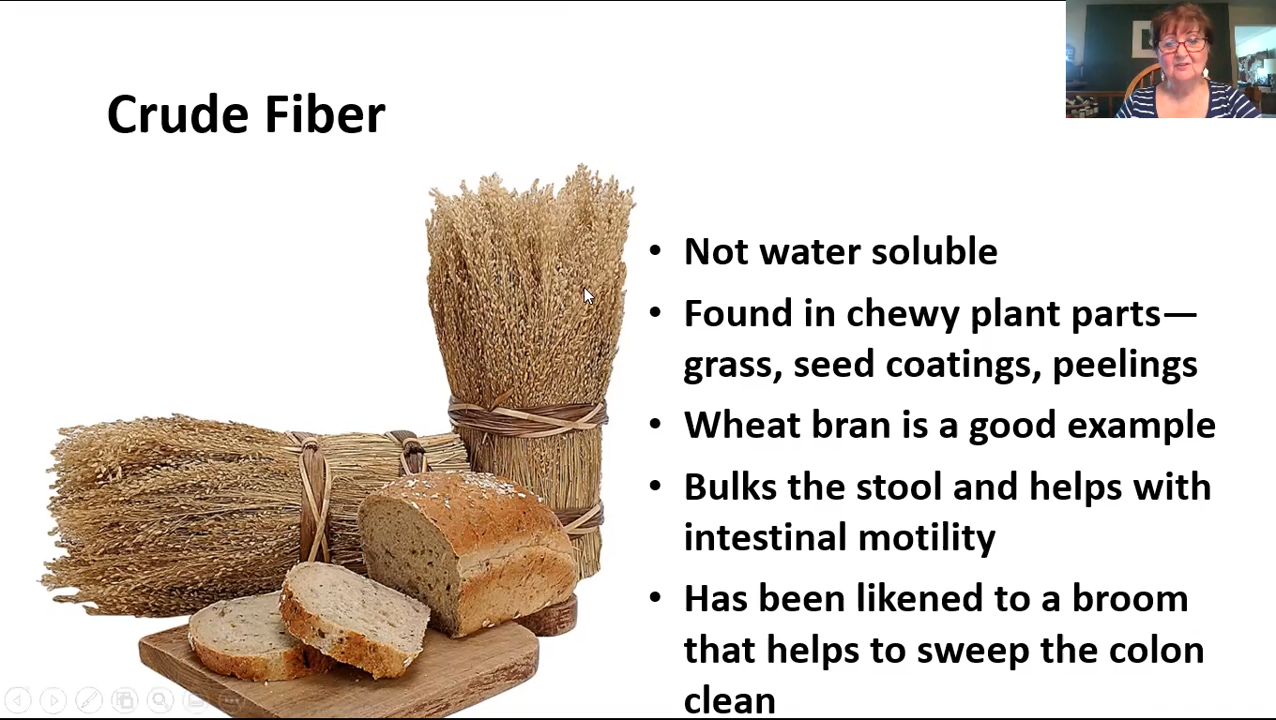 Crude Fiber
• Not water soluble
• Found in chewy plant parts—
grass, seed coatings, peelings
• Wheat bran is a good example
• Bulks the stool and helps with
intestinal motility
• Has been likened to a broom
that helps to sweep the colon
clean